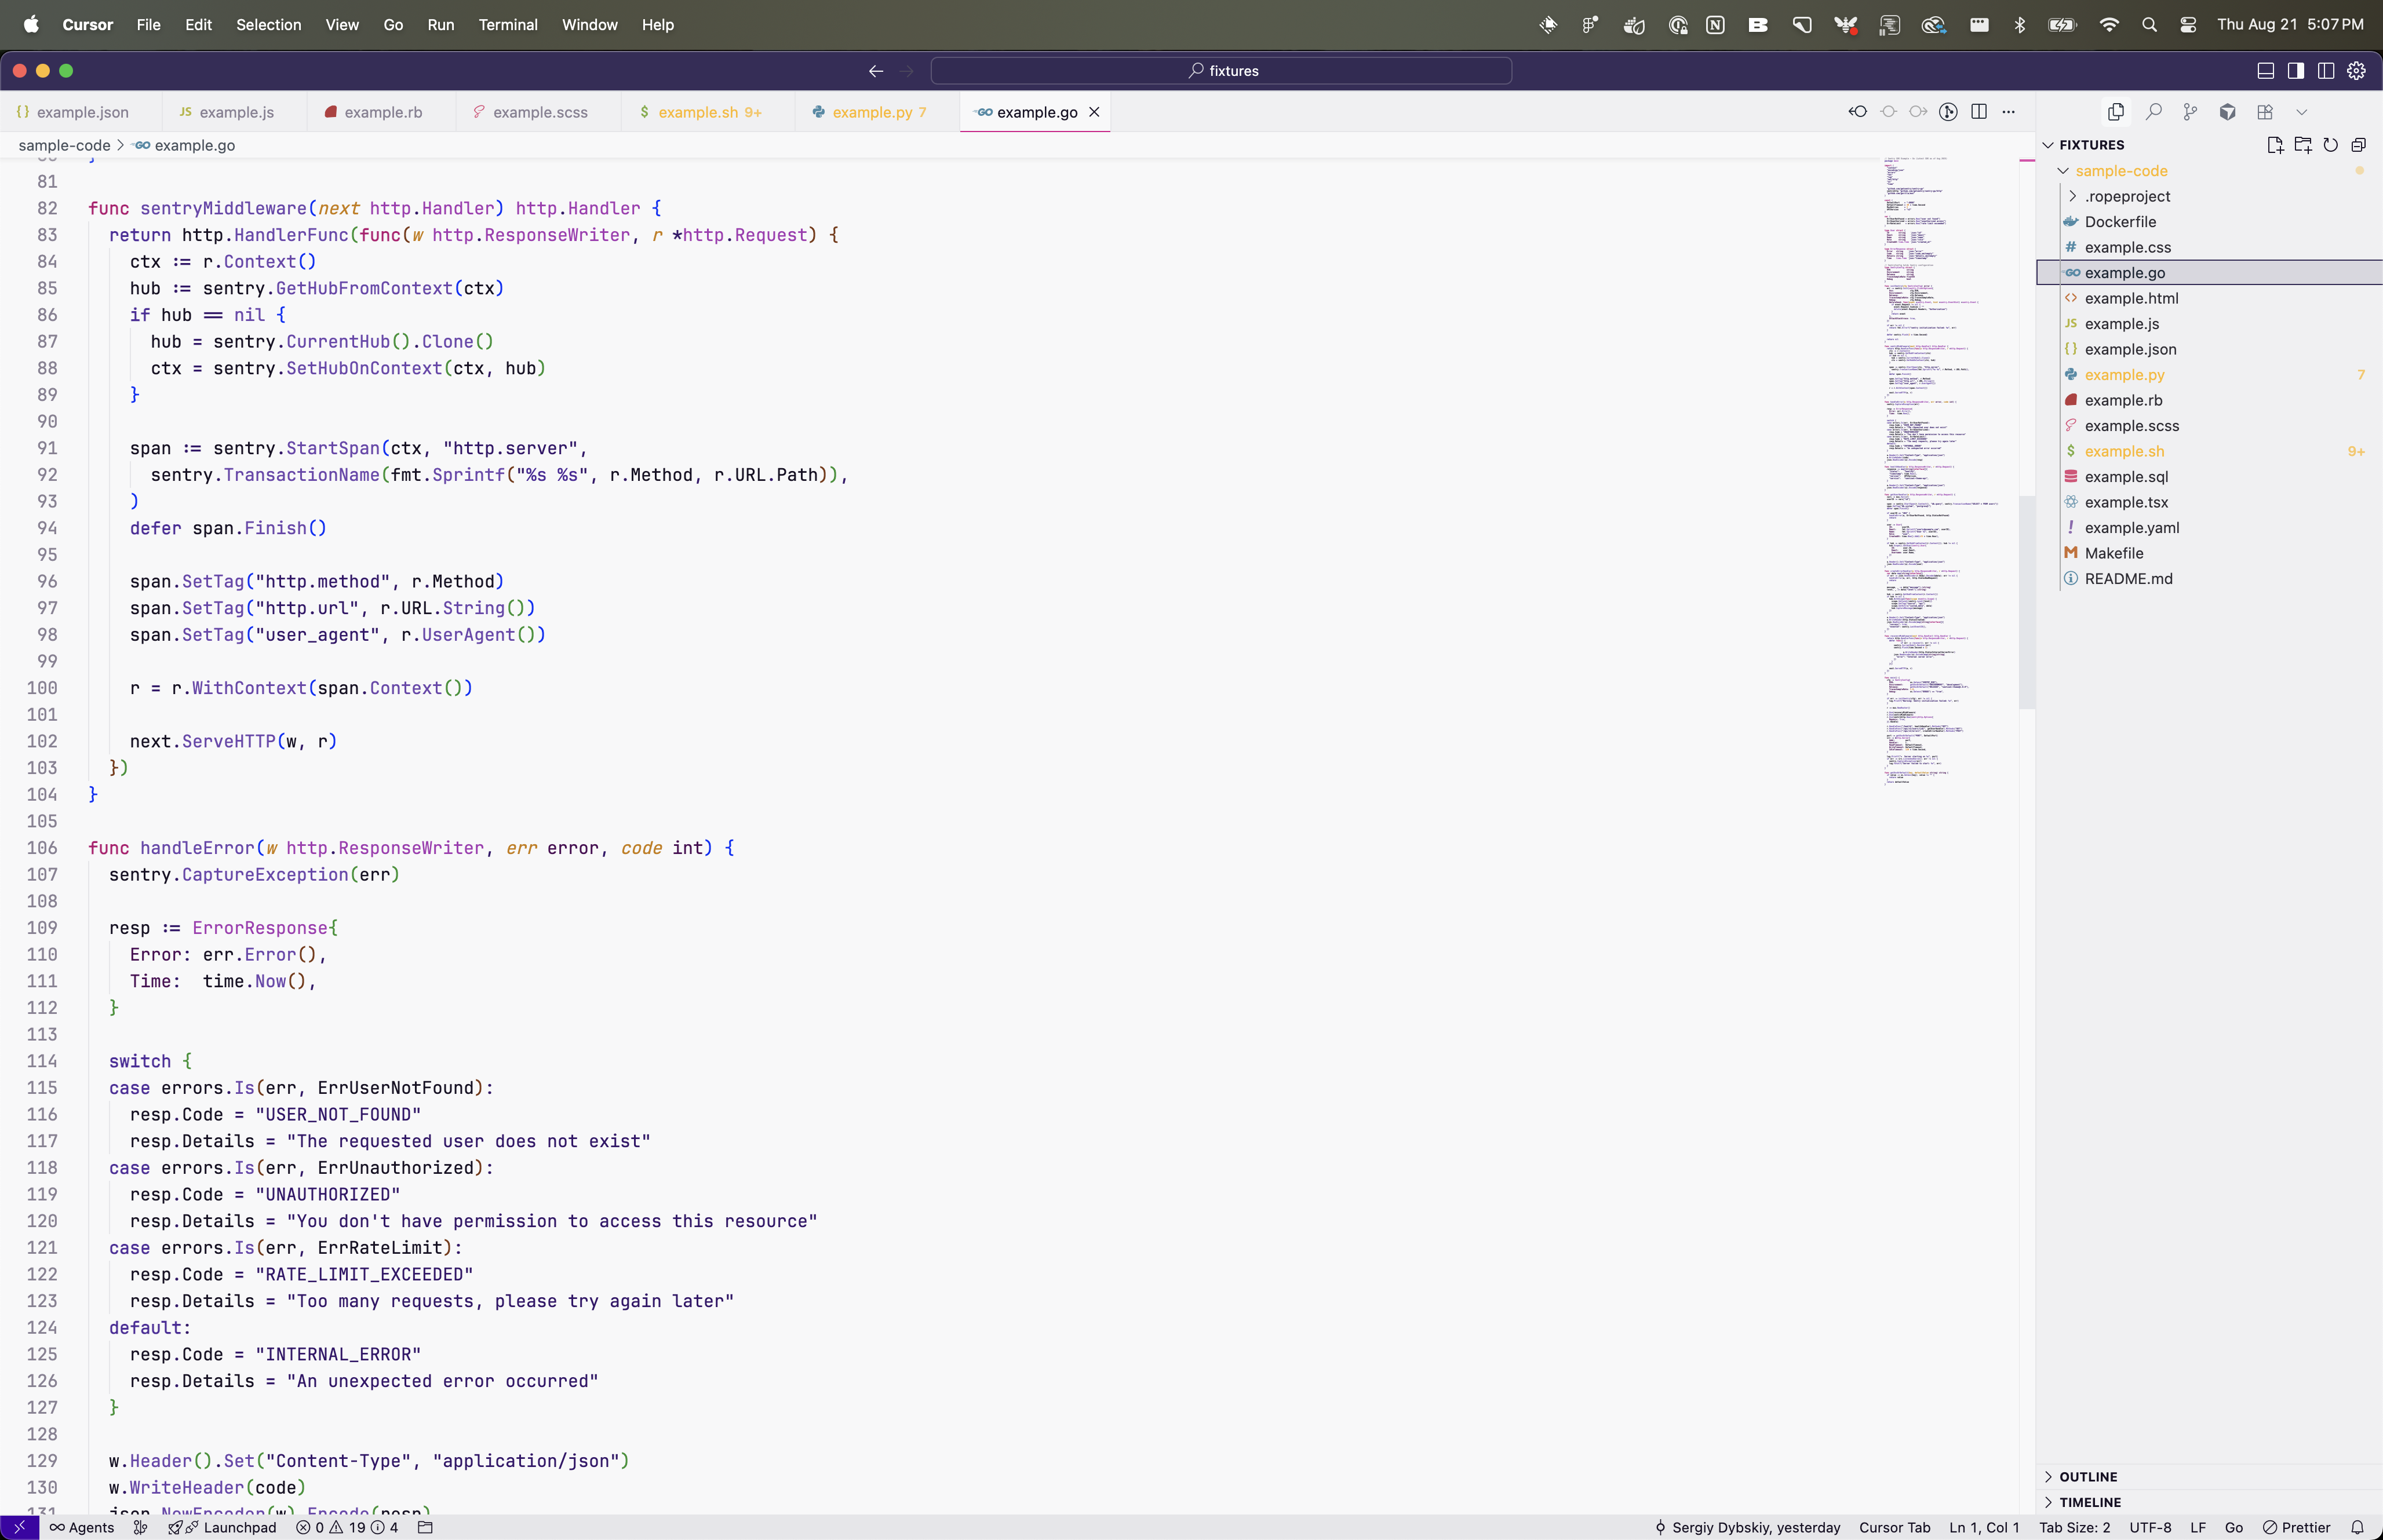 Cursor File Edit Selection View Go Run Terminal Window Help Thu Aug 21 5:07 PM
fixtures
example.json example.js example.rb example.scss example.sh 9+ example.py 7 example.go
sample-code > example.go
81
82 func sentryMiddleware(next http.Handler) http.Handler {
83 return http.HandlerFunc(func(w http.ResponseWriter, r *http.Request) {
84 ctx := r.Context()
85 hub := sentry.GetHubFromContext(ctx)
86 if hub == nil {
87 hub = sentry.CurrentHub().Clone()
88 ctx = sentry.SetHubOnContext(ctx, hub)
89 }
90
91 span := sentry.StartSpan(ctx, "http.server",
92 sentry.TransactionName(fmt.Sprintf("%s %s", r.Method, r.URL.Path)),
93 )
94 defer span.Finish()
95
96 span.SetTag("http.method", r.Method)
97 span.SetTag("http.url", r.URL.String())
98 span.SetTag("user_agent", r.UserAgent())
99
100 r = r.WithContext(span.Context())
101
102 next.ServeHTTP(w, r)
103 })
104 }
105
106 func handleError(w http.ResponseWriter, err error, code int) {
107 sentry.CaptureException(err)
108
109 resp := ErrorResponse{
110 Error: err.Error(),
111 Time: time.Now(),
112 }
113
114 switch {
115 case errors.Is(err, ErrUserNotFound):
116 resp.Code = "USER_NOT_FOUND"
117 resp.Details = "The requested user does not exist"
118 case errors.Is(err, ErrUnauthorized):
119 resp.Code = "UNAUTHORIZED"
120 resp.Details = "You don't have permission to access this resource"
121 case errors.Is(err, ErrRateLimit):
122 resp.Code = "RATE_LIMIT_EXCEEDED"
123 resp.Details = "Too many requests, please try again later"
124 default:
125 resp.Code = "INTERNAL_ERROR"
126 resp.Details = "An unexpected error occurred"
127 }
128
129 w.Header().Set("Content-Type", "application/json")
130 w.WriteHeader(code)
131 json.NewEncoder(w).Encode(resp)
FIXTURES
sample-code
.ropeproject
Dockerfile
example.css
example.go
example.html
example.js
example.json
example.py 7
example.rb
example.scss
example.sh 9+
example.sql
example.tsx
example.yaml
Makefile
README.md
OUTLINE
TIMELINE
Agents Launchpad 0 19 4 Sergiy Dybskiy, yesterday Cursor Tab Ln 1, Col 1 Tab Size: 2 UTF-8 LF Go Prettier